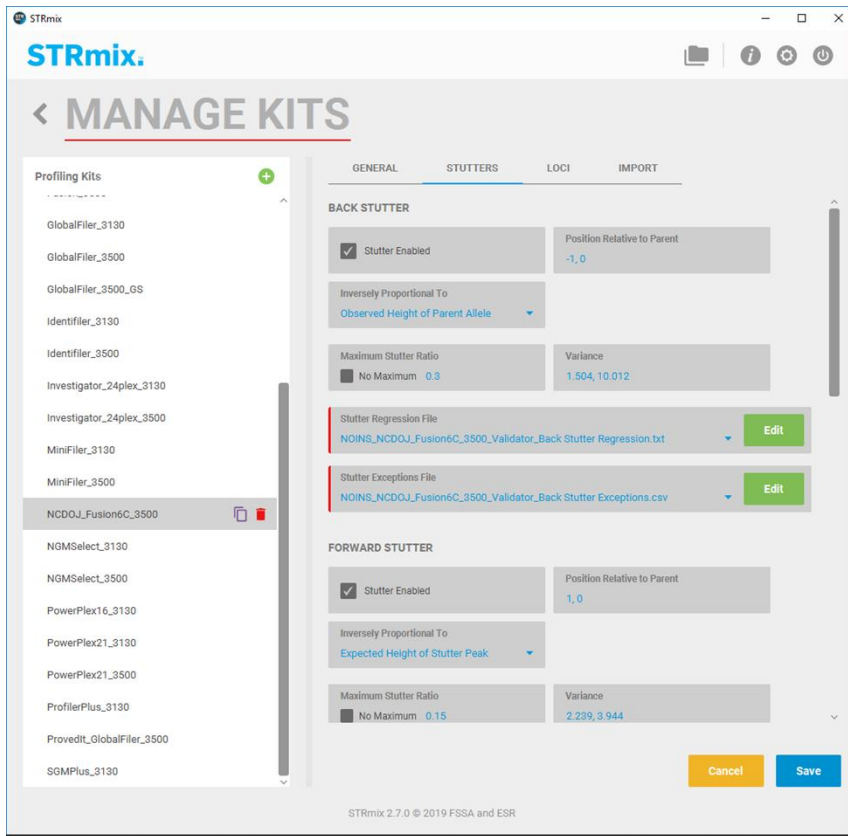 STRmix
STRmix
MANAGE KITS
Profiling Kits
GlobalFiler_3130
GlobalFiler_3500
GlobalFiler_3500_GS
Identifiler_3130
Identifiler_3500
Investigator_24plex_3130
Investigator_24plex_3500
MiniFiler_3130
MiniFiler_3500
NCDOJ_Fusion6C_3500
NGMSelect_3130
NGMSelect_3500
PowerPlex16_3130
PowerPlex21_3130
PowerPlex21_3500
ProfilerPlus_3130
ProvedIt_GlobalFiler_3500
SGMPlus_3130
GENERAL STUTTERS LOCI IMPORT
BACK STUTTER
Stutter Enabled
Position Relative to Parent
-1, 0
Inversely Proportional To
Observed Height of Parent Allele
Maximum Stutter Ratio
No Maximum 0.3
Variance
1.504, 10.012
Stutter Regression File
NOINS_NCDOJ_Fusion6C_3500_Validator_Back Stutter Regression.txt
Edit
Stutter Exceptions File
NOINS_NCDOJ_Fusion6C_3500_Validator_Back Stutter Exceptions.csv
Edit
FORWARD STUTTER
Stutter Enabled
Position Relative to Parent
1, 0
Inversely Proportional To
Expected Height of Stutter Peak
Maximum Stutter Ratio
No Maximum 0.15
Variance
2.239, 3.944
Cancel Save
STRmix 2.7.0 © 2019 FSSA and ESR